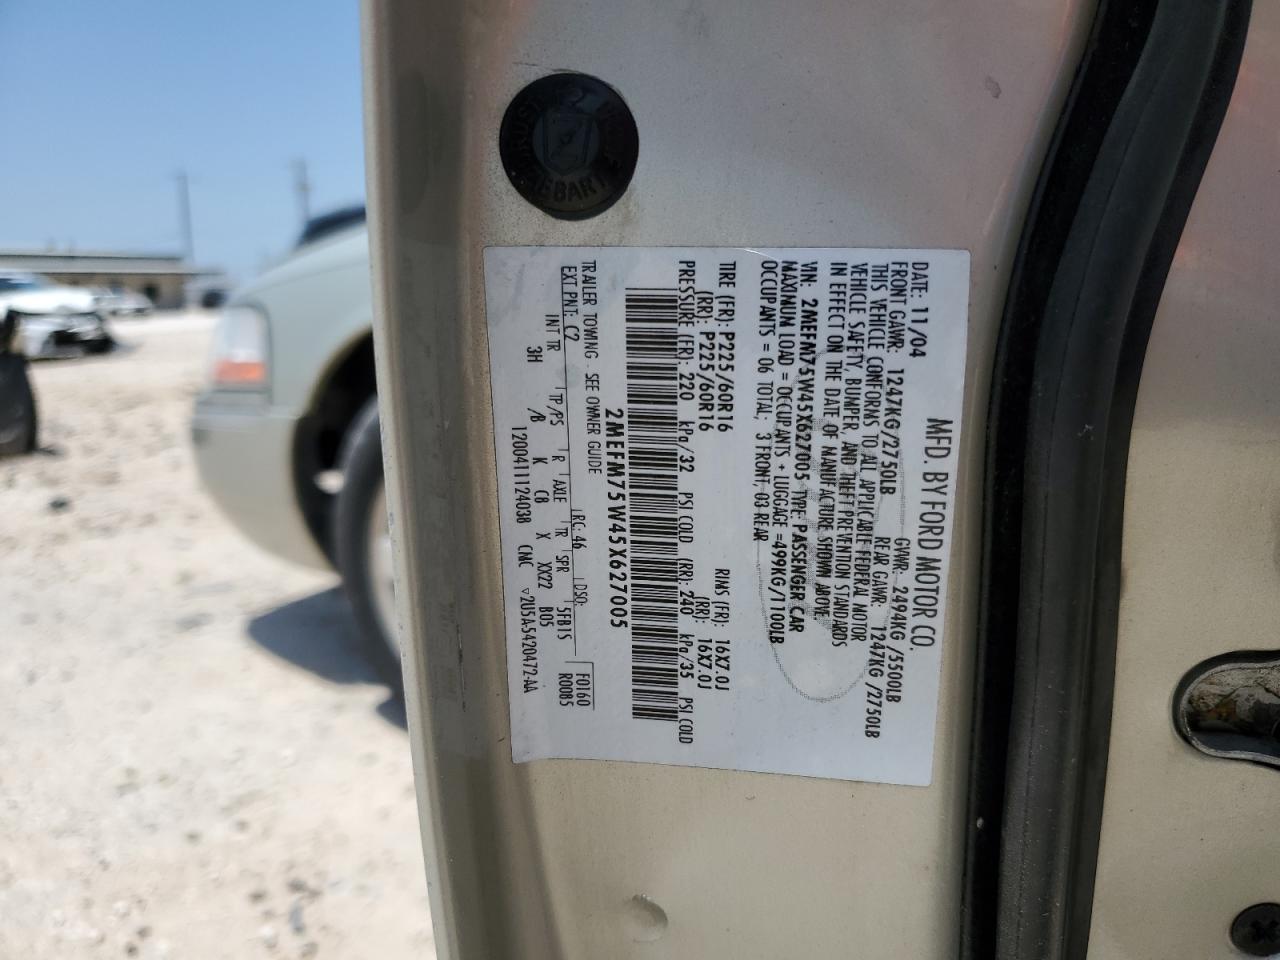 RUST
EBART
MFD. BY FORD MOTOR CO.
DATE: 11/04 GVWR: 2494KG/5500LB
FRONT GAWR: 1247KG/2750LB REAR GAWR: 1247KG/2750LB
THIS VEHICLE CONFORMS TO ALL APPLICABLE FEDERAL MOTOR
VEHICLE SAFETY, BUMPER, AND THEFT PREVENTION STANDARDS
IN EFFECT ON THE DATE OF MANUFACTURE SHOWN ABOVE.
VIN: 2MEFM75W45X627005 TYPE: PASSENGER CAR
MAXIMUM LOAD = OCCUPANTS + LUGGAGE =499KG/1100LB
OCCUPANTS = 06 TOTAL; 3 FRONT, 03 REAR
TIRE (FR): P225/60R16 RIMS (FR): 16X7.0J
(RR): P225/60R16 (RR): 16X7.0J
PRESSURE (FR): 220 kPa/32 PSI COLD (RR): 240 kPa/35 PSI COLD
2MEFM75W45X627005
TRAILER TOWING - SEE OWNER GUIDE
EXT PNT: C2 RC: 46 DSO: F0160
INT TR TP/PS R AXLE TR SPR 5FB15 R0085
3H /B K C8 X XX22 B05
1200411124038 CMC ▽2U5A-5420472-AA